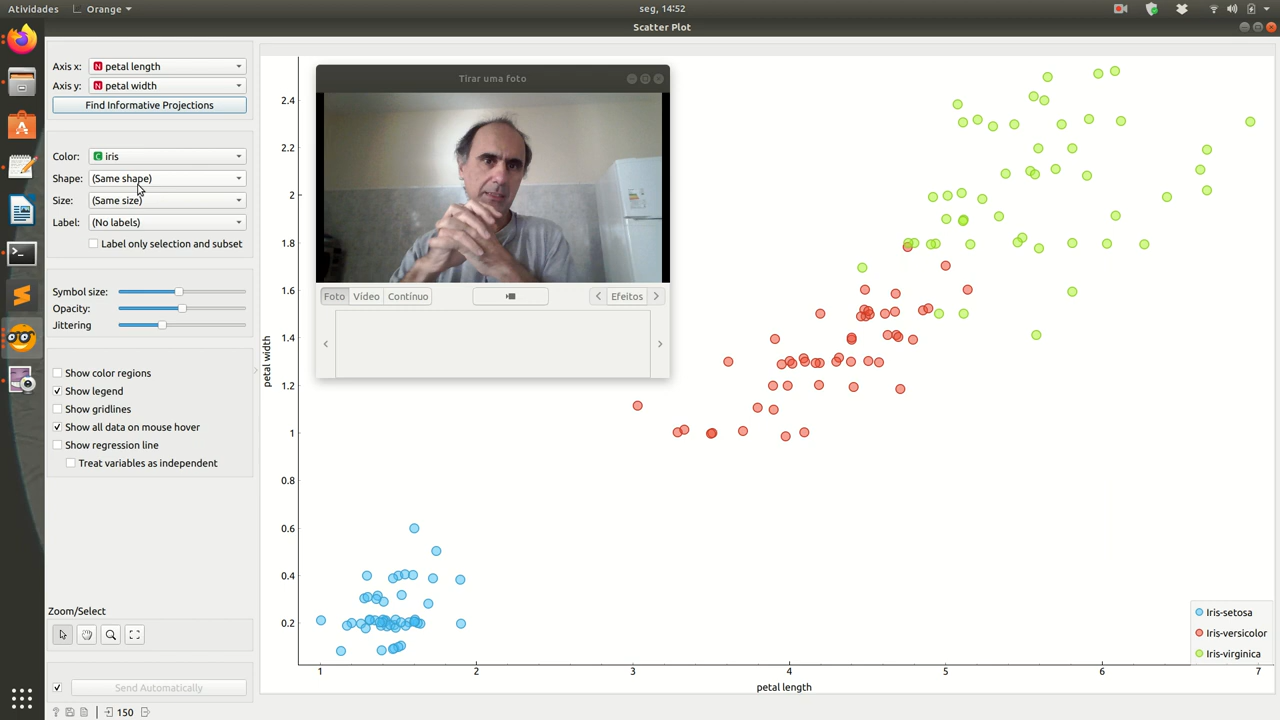 Atividades
Orange
seg, 14:52
Scatter Plot
Axis x: N petal length
Axis y: N petal width
Find Informative Projections
Color: C iris
Shape: (Same shape)
Size: (Same size)
Label: (No labels)
Label only selection and subset
Symbol size:
Opacity:
Jittering
Show color regions
Show legend
Show gridlines
Show all data on mouse hover
Show regression line
Treat variables as independent
Zoom/Select
Send Automatically
? 150
Tirar uma foto
Foto Vídeo Contínuo
Efeitos
2.4
2.2
2
1.8
1.6
1.4
1.2
1
0.8
0.6
0.4
0.2
petal width
1 2 3 4 5 6 7
petal length
Iris-setosa
Iris-versicolor
Iris-virginica